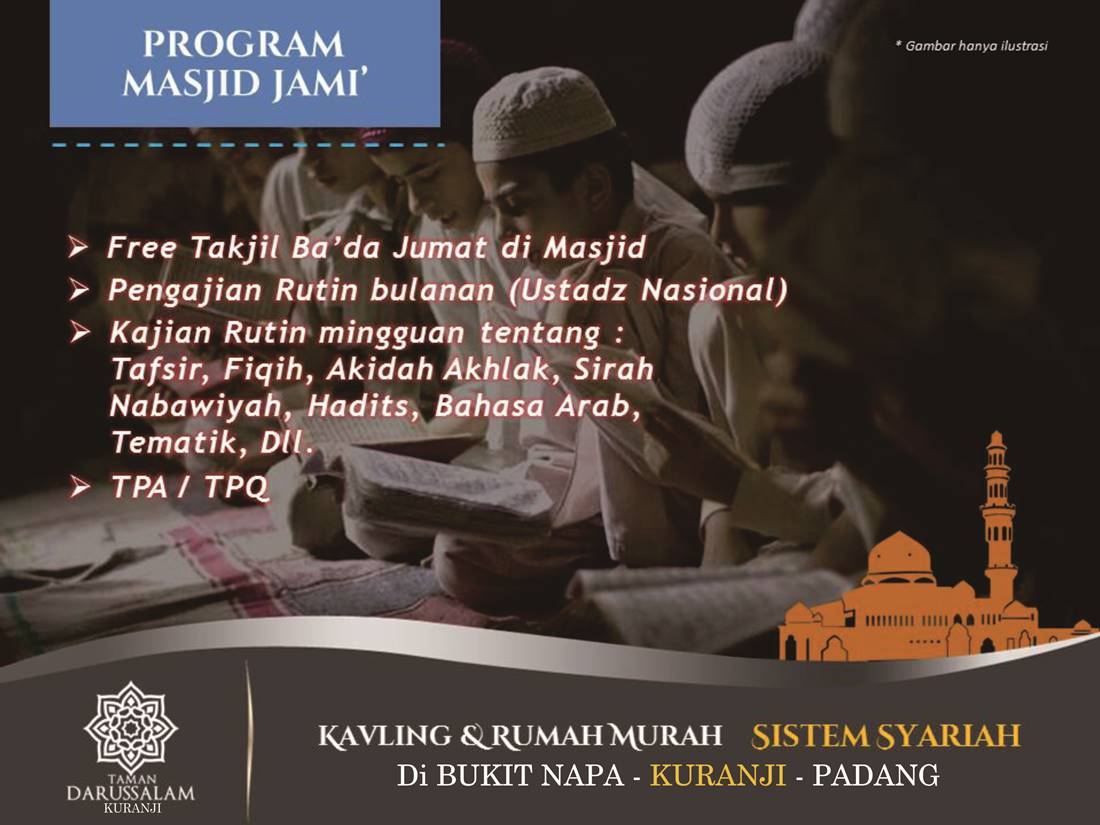 PROGRAM
MASJID JAMI’
* Gambar hanya ilustrasi
➢ Free Takjil Ba’da Jumat di Masjid
➢ Pengajian Rutin bulanan (Ustadz Nasional)
➢ Kajian Rutin mingguan tentang :
Tafsir, Fiqih, Akidah Akhlak, Sirah
Nabawiyah, Hadits, Bahasa Arab,
Tematik, Dll.
➢ TPA / TPQ
TAMAN
DARUSSALAM
KURANJI
KAVLING & RUMAH MURAH SISTEM SYARIAH
Di BUKIT NAPA - KURANJI - PADANG